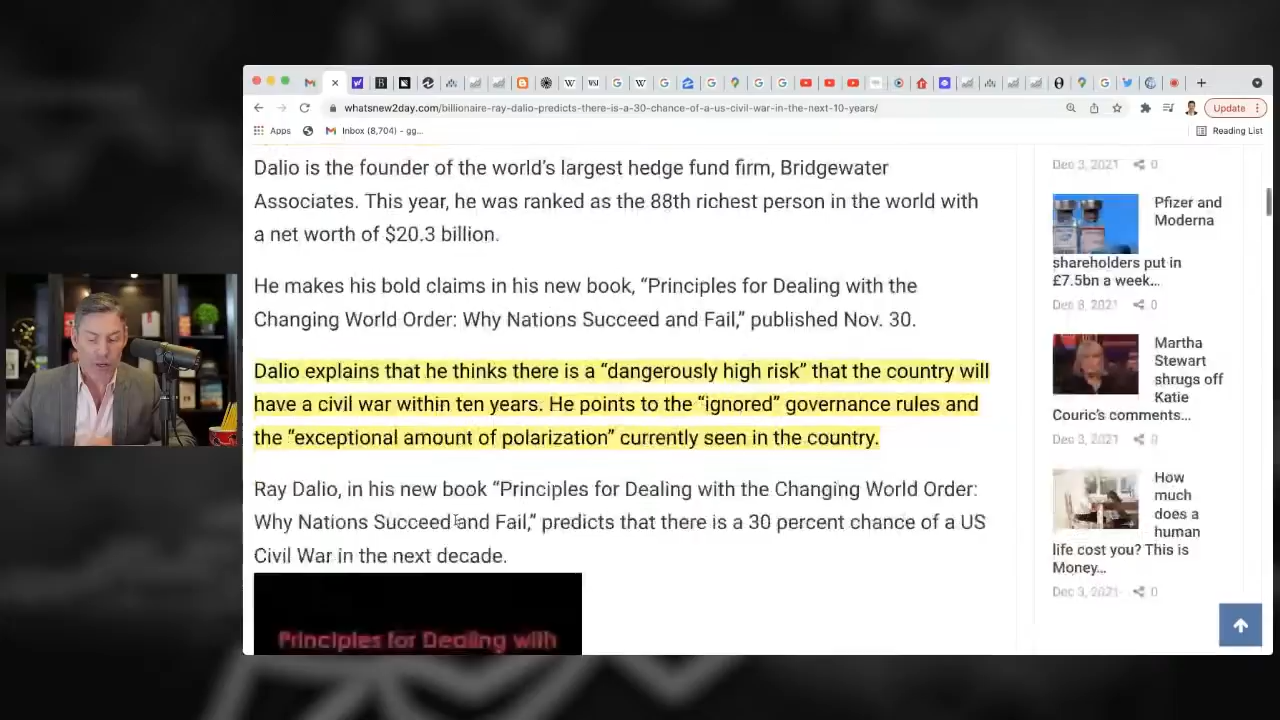 Update
whatsnew2day.com/billionaire-ray-dalio-predicts-there-is-a-30-chance-of-a-us-civil-war-in-the-next-10-years/
Apps
Inbox (8,704) - gg...
Reading List
Dalio is the founder of the world's largest hedge fund firm, Bridgewater
Associates. This year, he was ranked as the 88th richest person in the world with
a net worth of $20.3 billion.
He makes his bold claims in his new book, “Principles for Dealing with the
Changing World Order: Why Nations Succeed and Fail,” published Nov. 30.
Dalio explains that he thinks there is a “dangerously high risk” that the country will
have a civil war within ten years. He points to the “ignored” governance rules and
the “exceptional amount of polarization” currently seen in the country.
Ray Dalio, in his new book “Principles for Dealing with the Changing World Order:
Why Nations Succeed and Fail,” predicts that there is a 30 percent chance of a US
Civil War in the next decade.
Principles for Dealing with
Dec 3, 2021 0
Pfizer and
Moderna
shareholders put in
£7.5bn a week...
Dec 8, 2021 0
Martha
Stewart
shrugs off
Katie
Couric's comments...
Dec 3, 2021 0
How
much
does a
human
life cost you? This is
Money...
Dec 3, 2021 0